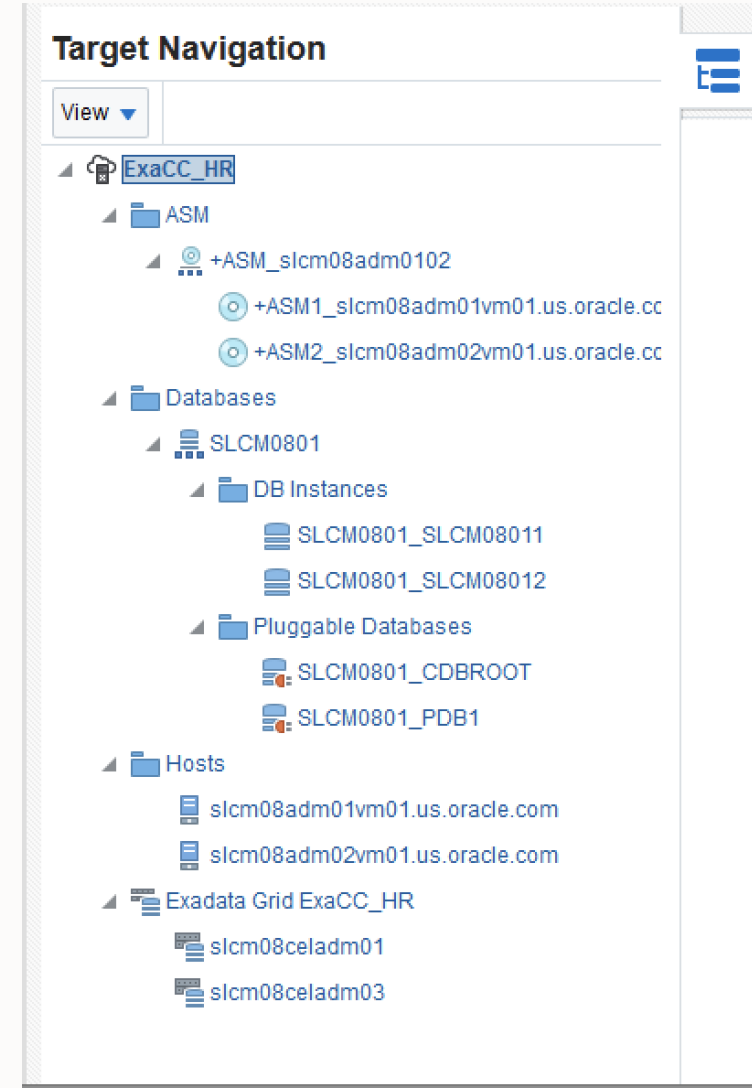 Target Navigation
View
ExaCC_HR
ASM
+ASM_slcm08adm0102
+ASM1_slcm08adm01vm01.us.oracle.cc
+ASM2_slcm08adm02vm01.us.oracle.cc
Databases
SLCM0801
DB Instances
SLCM0801_SLCM08011
SLCM0801_SLCM08012
Pluggable Databases
SLCM0801_CDBROOT
SLCM0801_PDB1
Hosts
slcm08adm01vm01.us.oracle.com
slcm08adm02vm01.us.oracle.com
Exadata Grid ExaCC_HR
slcm08celadm01
slcm08celadm03